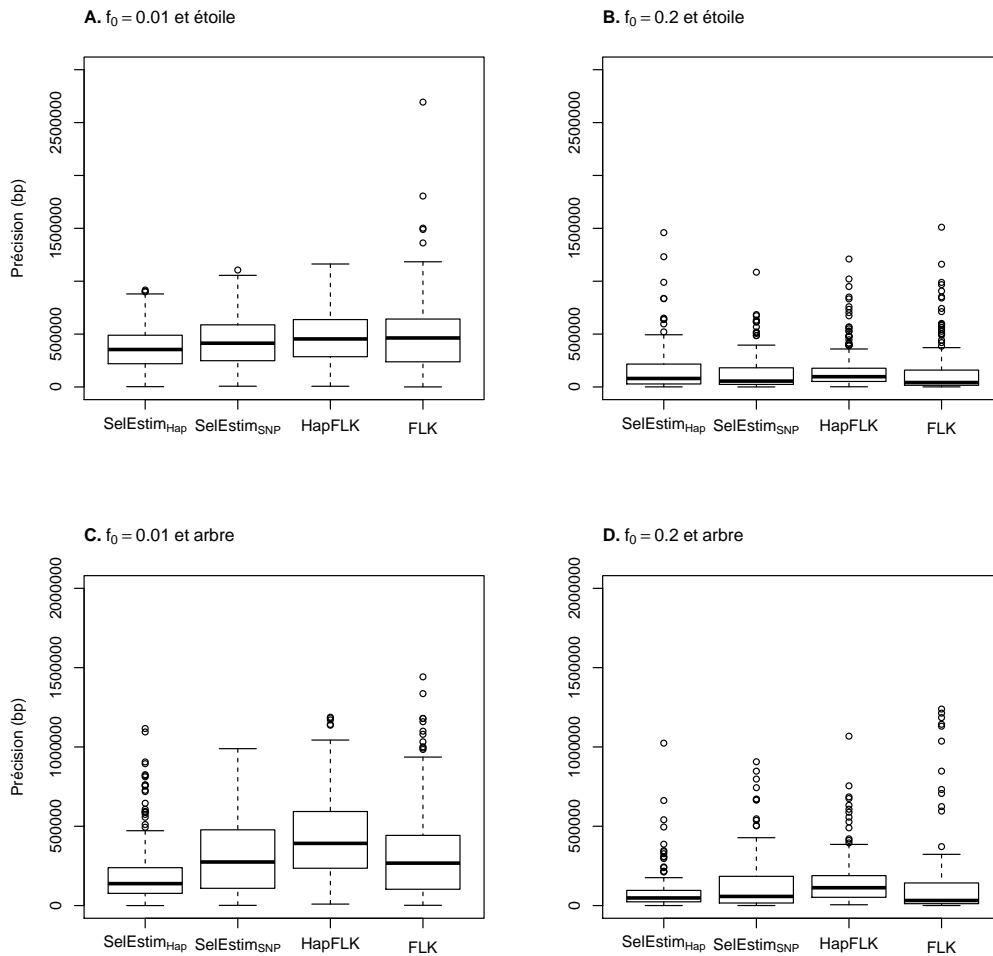 A. f₀ = 0.01 et étoile
B. f₀ = 0.2 et étoile
Précision (bp)
0
500000
1500000
2500000
0
500000
1500000
2500000
SelEstimHap SelEstimSNP HapFLK FLK
SelEstimHap SelEstimSNP HapFLK FLK
C. f₀ = 0.01 et arbre
D. f₀ = 0.2 et arbre
Précision (bp)
0
500000
1000000
1500000
2000000
0
500000
1000000
1500000
2000000
SelEstimHap SelEstimSNP HapFLK FLK
SelEstimHap SelEstimSNP HapFLK FLK